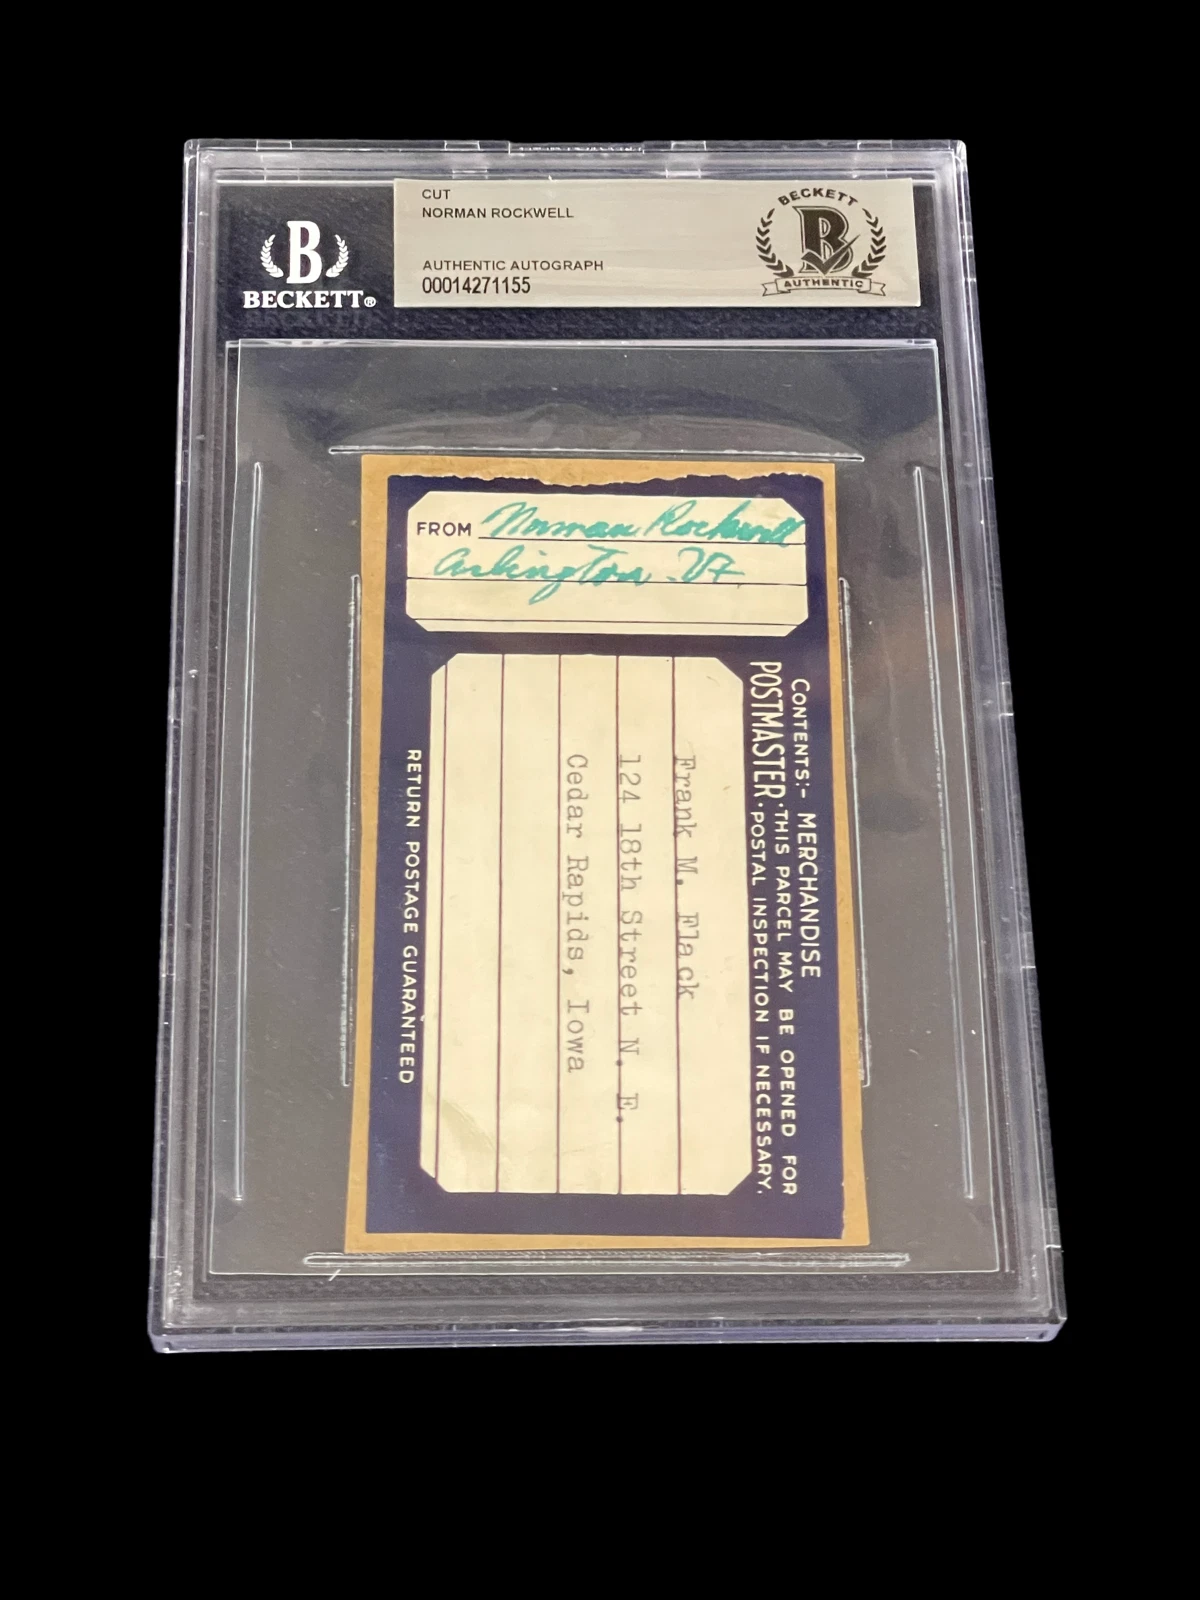 CUT
NORMAN ROCKWELL
AUTHENTIC AUTOGRAPH
00014271155
B
BECKETT®
BECKETT
B
AUTHENTIC
FROM Norman Rockwell
Arlington Vt
CONTENTS:- MERCHANDISE
POSTMASTER · THIS PARCEL MAY BE OPENED FOR
POSTAL INSPECTION IF NECESSARY.
Frank M. Flack
124 18th Street N. E.
Cedar Rapids, Iowa
RETURN POSTAGE GUARANTEED